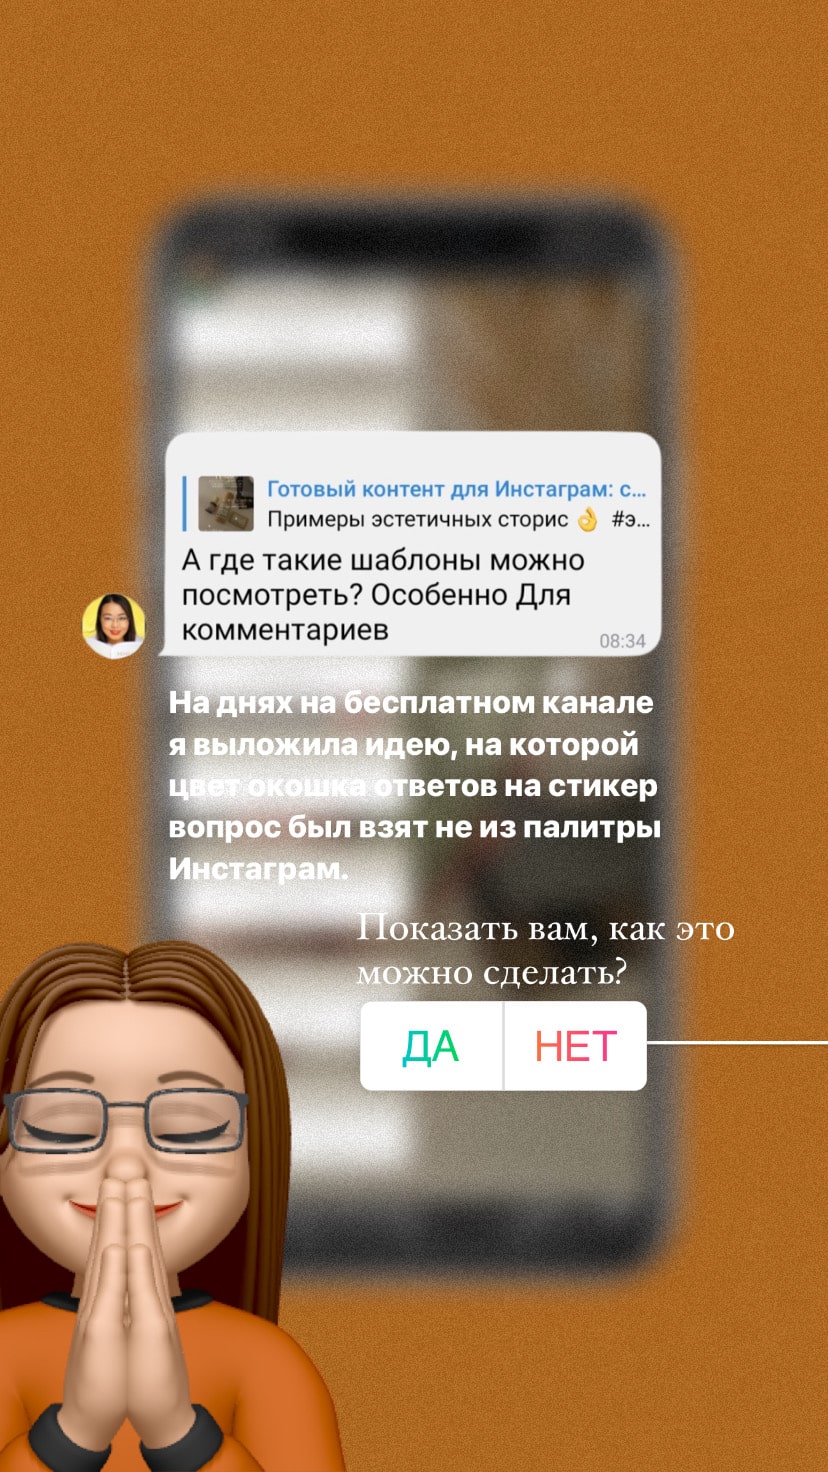 Готовый контент для Инстаграм: с...
Примеры эстетичных сторис 👌 #э...
А где такие шаблоны можно
посмотреть? Особенно Для
комментариев
08:34
На днях на бесплатном канале
я выложила идею, на которой
цвет окошка ответов на стикер
вопрос был взят не из палитры
Инстаграм.
Показать вам, как это
можно сделать?
ДА НЕТ